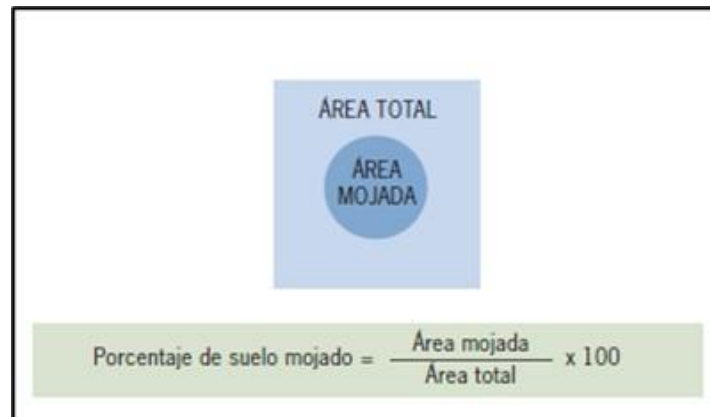 ÁREA TOTAL
ÁREA
MOJADA
Porcentaje de suelo mojado = Área mojada / Área total x 100